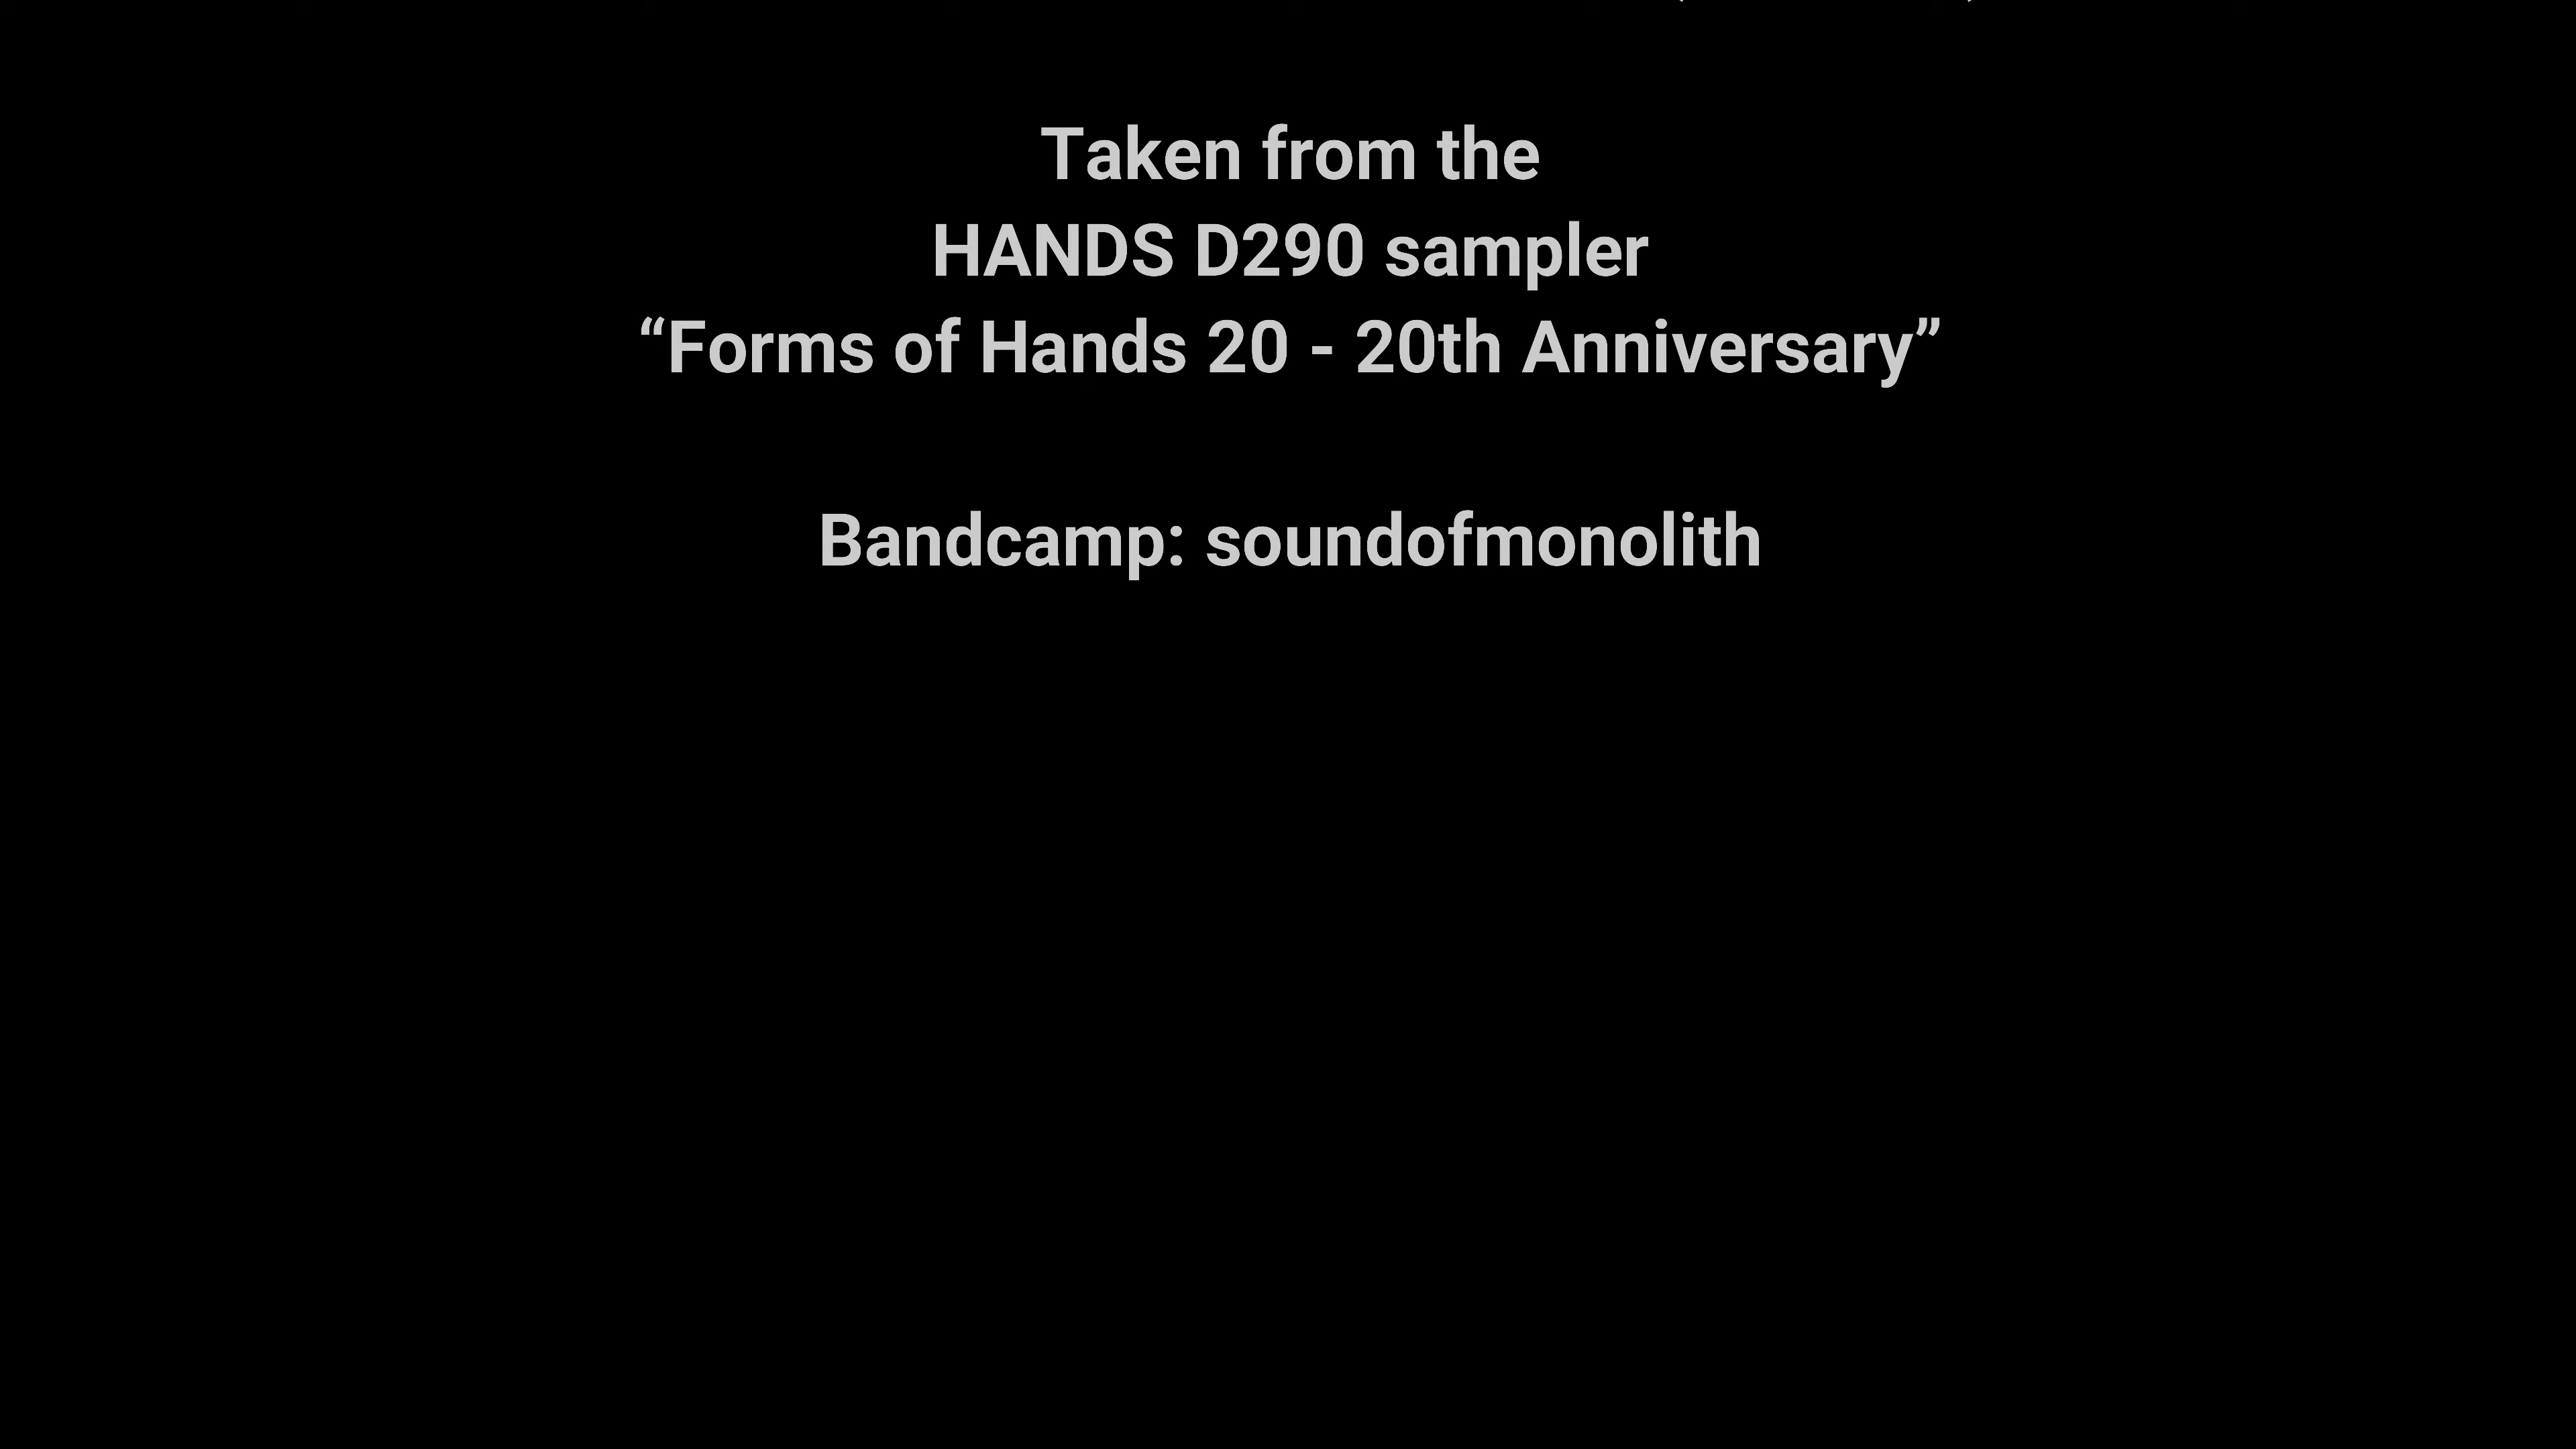 Taken from the
HANDS D290 sampler
“Forms of Hands 20 - 20th Anniversary”
Bandcamp: soundofmonolith